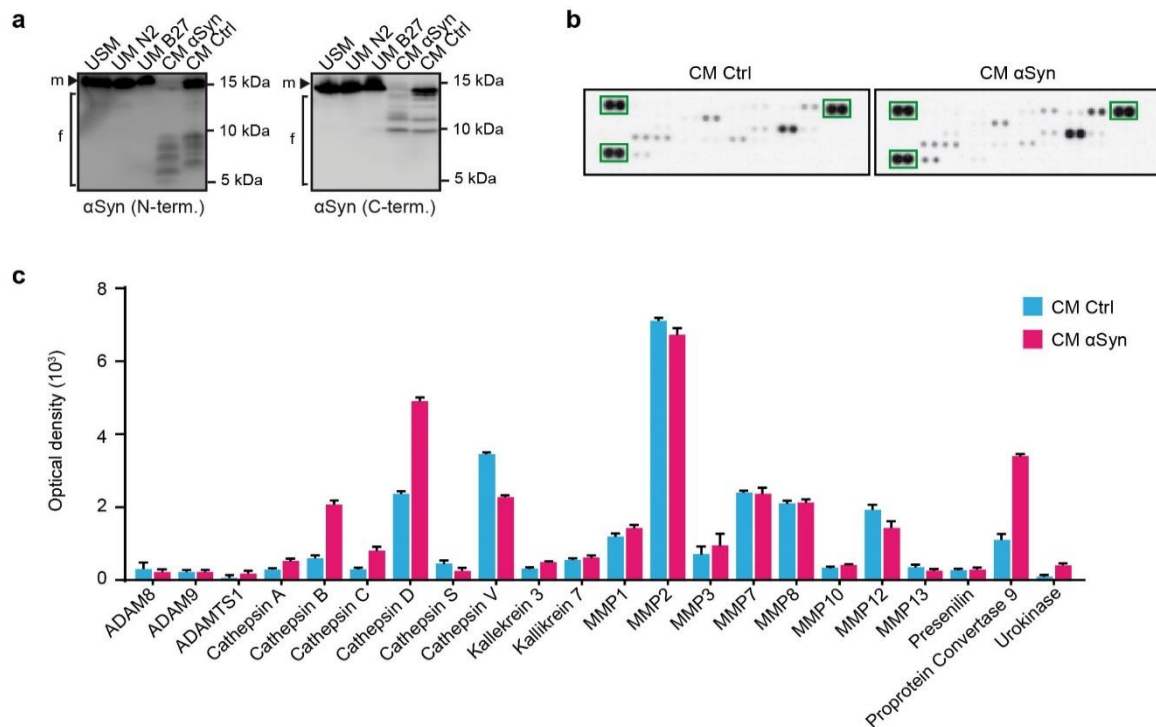 a
USM
UM N2
UM B27
CM αSyn
CM Ctrl
m
f
15 kDa
10 kDa
5 kDa
αSyn (N-term.)
USM
UM N2
UM B27
CM αSyn
CM Ctrl
m
f
15 kDa
10 kDa
5 kDa
αSyn (C-term.)
b
CM Ctrl
CM αSyn
c
Optical density (10³)
8
6
4
2
0
CM Ctrl
CM αSyn
ADAM8
ADAM9
ADAMTS1
Cathepsin A
Cathepsin B
Cathepsin C
Cathepsin D
Cathepsin S
Cathepsin V
Kallekrein 3
Kallikrein 7
MMP1
MMP2
MMP3
MMP7
MMP8
MMP10
MMP12
MMP13
Presenilin
Proprotein Convertase 9
Urokinase